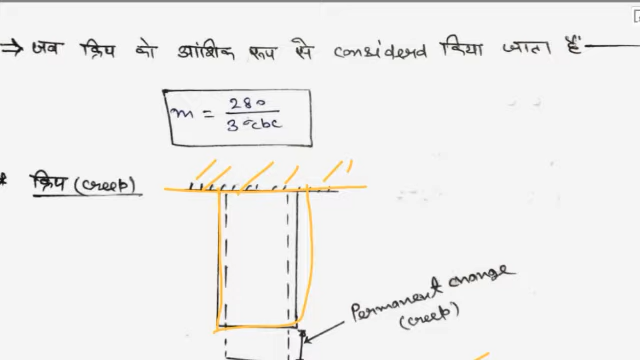 ⇒ जब क्रिप को आंशिक रूप से considered किया जाता है
m = 280 / 3σcbc
* क्रिप (creep)
Permanent change
(creep)